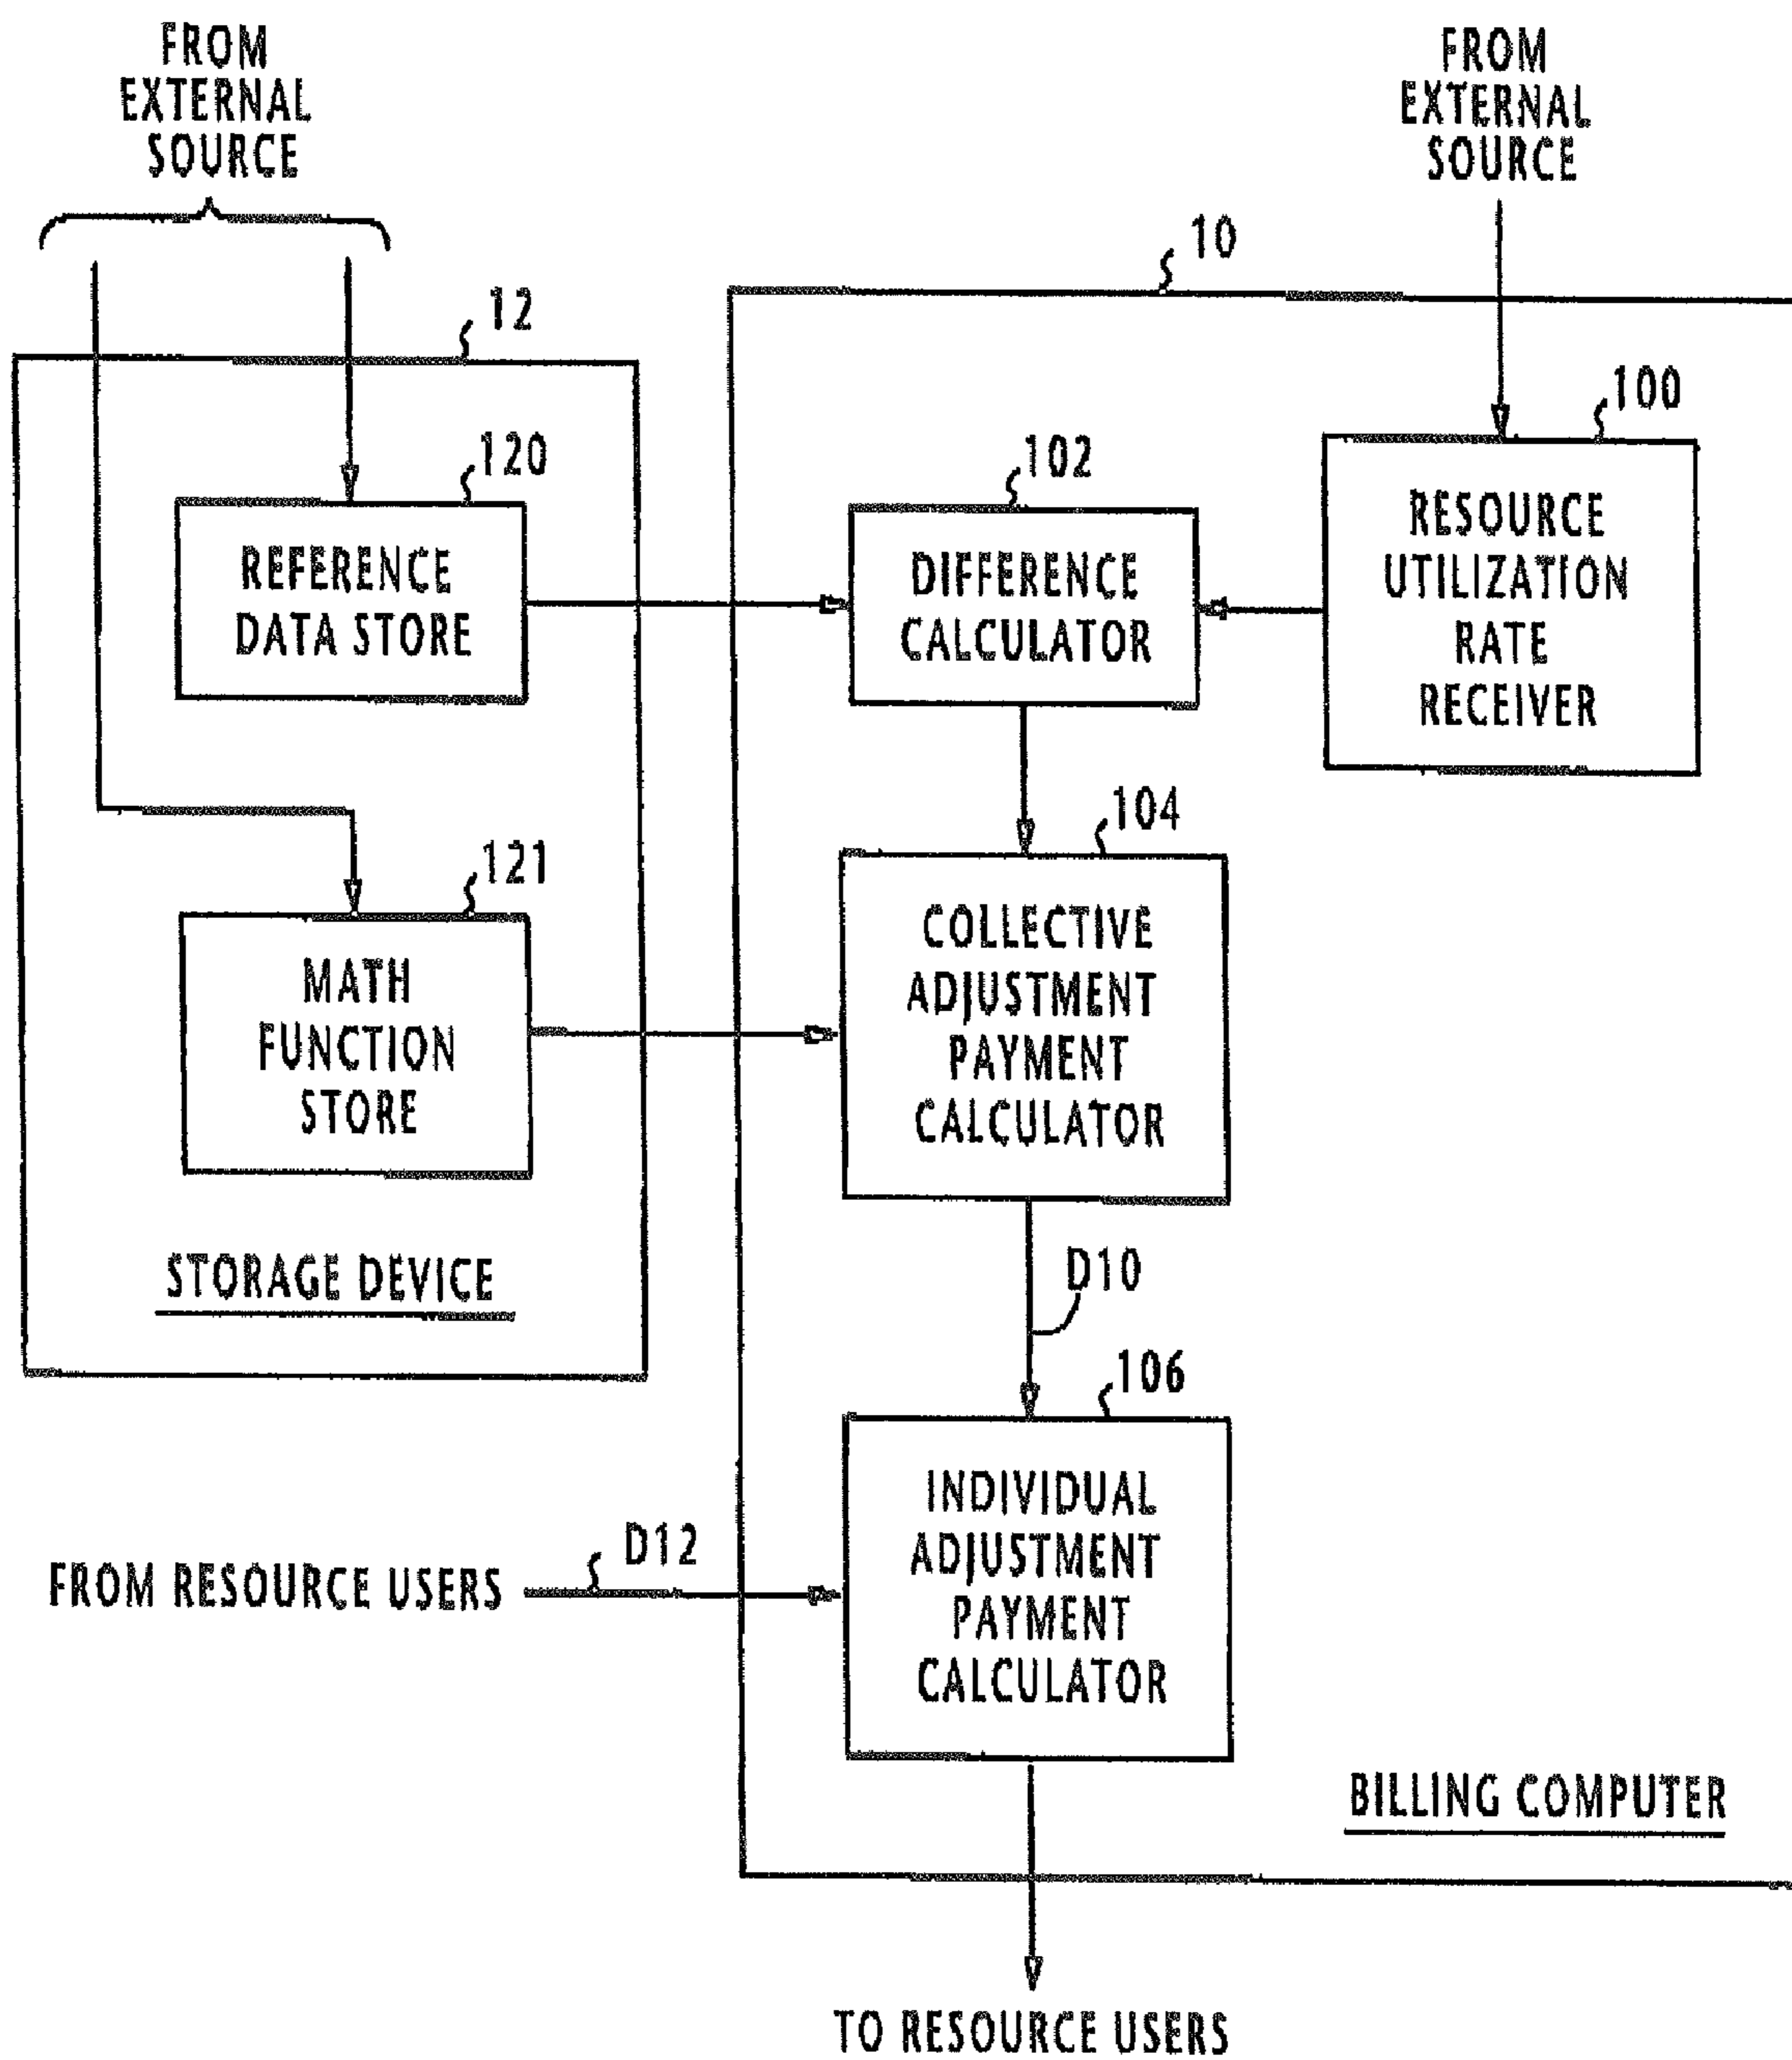 FROM
EXTERNAL
SOURCE
FROM
EXTERNAL
SOURCE
10
12
100
120
102
REFERENCE
DATA STORE
DIFFERENCE
CALCULATOR
RESOURCE
UTILIZATION
RATE
RECEIVER
104
121
MATH
FUNCTION
STORE
COLLECTIVE
ADJUSTMENT
PAYMENT
CALCULATOR
STORAGE DEVICE
D10
106
INDIVIDUAL
ADJUSTMENT
PAYMENT
CALCULATOR
D12
FROM RESOURCE USERS
BILLING COMPUTER
TO RESOURCE USERS